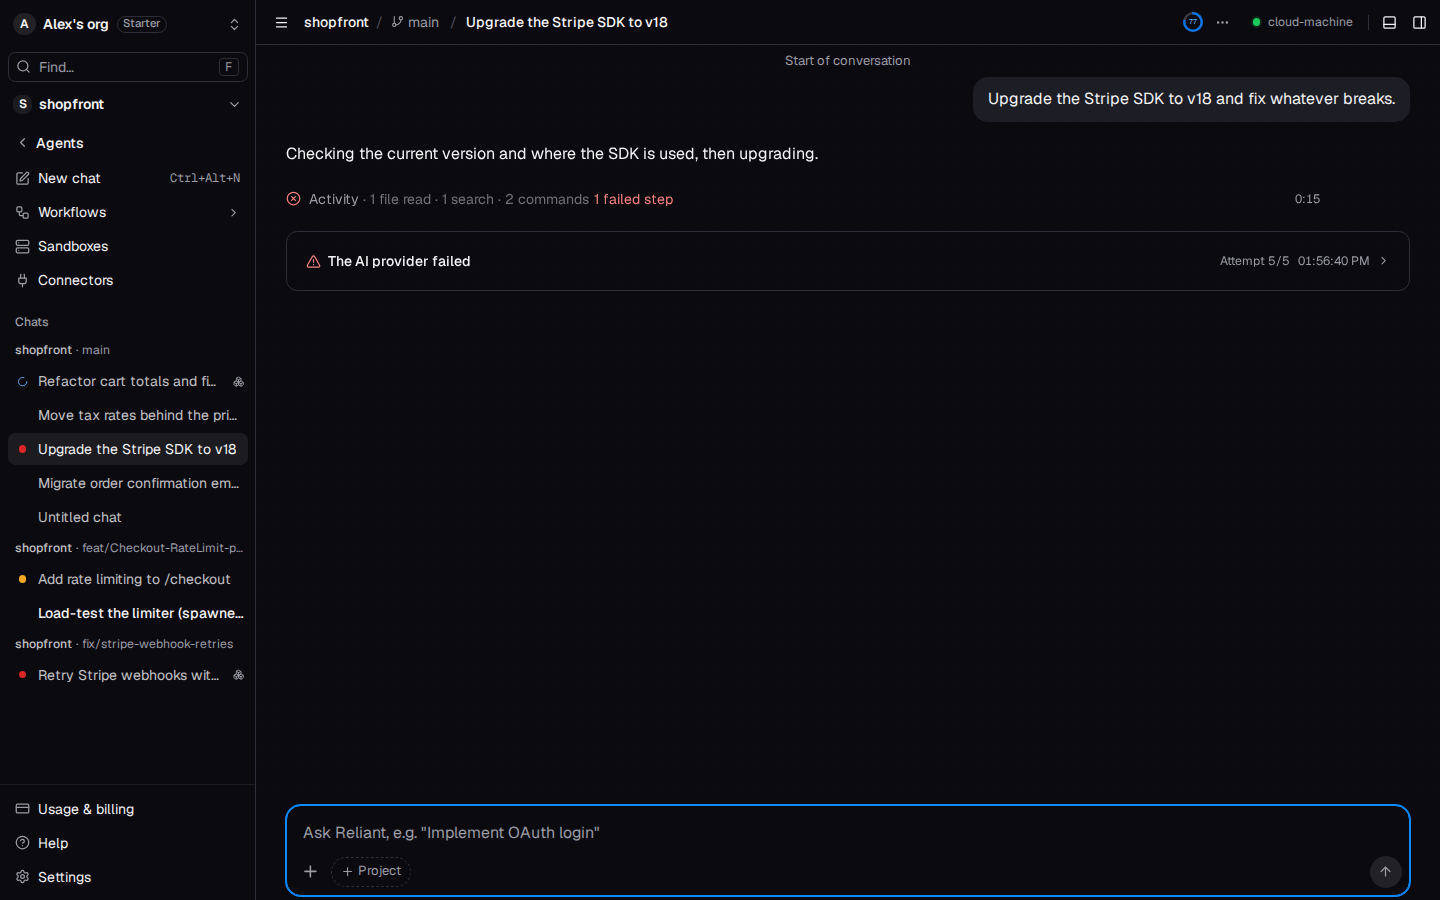 A Alex's org Starter
Find... F
S shopfront
Agents
New chat Ctrl+Alt+N
Workflows
Sandboxes
Connectors
Chats
shopfront · main
Refactor cart totals and fi...
Move tax rates behind the pri...
Upgrade the Stripe SDK to v18
Migrate order confirmation em...
Untitled chat
shopfront · feat/Checkout-RateLimit-p...
Add rate limiting to /checkout
Load-test the limiter (spawne...
shopfront · fix/stripe-webhook-retries
Retry Stripe webhooks wit...
Usage & billing
Help
Settings
shopfront / main / Upgrade the Stripe SDK to v18
77 cloud-machine
Start of conversation
Upgrade the Stripe SDK to v18 and fix whatever breaks.
Checking the current version and where the SDK is used, then upgrading.
Activity · 1 file read · 1 search · 2 commands 1 failed step 0:15
The AI provider failed Attempt 5/5 01:56:40 PM
Ask Reliant, e.g. "Implement OAuth login"
Project